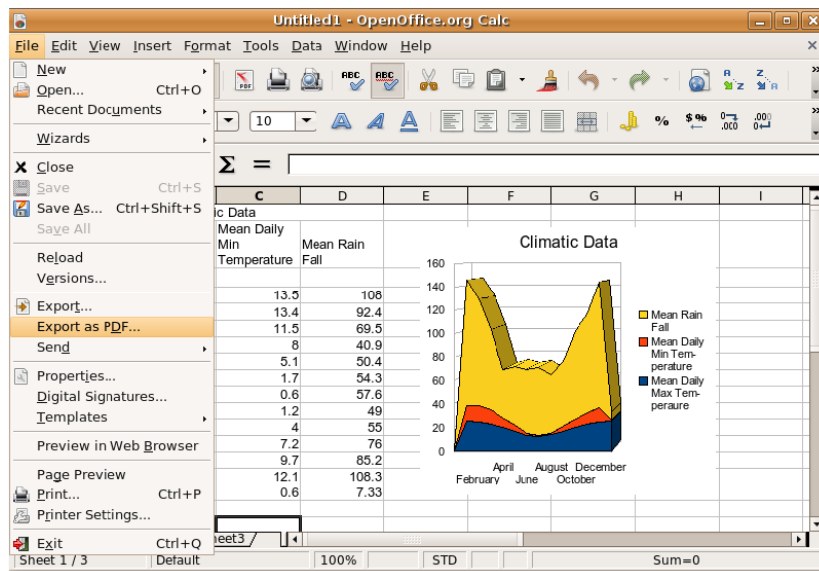 Untitled1 - OpenOffice.org Calc
File Edit View Insert Format Tools Data Window Help
New
Open... Ctrl+O
Recent Documents
Wizards
Close
Save Ctrl+S
Save As... Ctrl+Shift+S
Save All
Reload
Versions...
Export...
Export as PDF...
Send
Properties...
Digital Signatures...
Templates
Preview in Web Browser
Page Preview
Print... Ctrl+P
Printer Settings...
Exit Ctrl+Q
PDF ABC ABC A Z Z A
10 A A A % $ % .000 .000 0
Σ =
C D E F G H I
ic Data
Mean Daily
Min Mean Rain
Temperature Fall
13.5 108
13.4 92.4
11.5 69.5
8 40.9
5.1 50.4
1.7 54.3
0.6 57.6
1.2 49
4 55
7.2 76
9.7 85.2
12.1 108.3
0.6 7.33
Climatic Data
160
140
120
100
80
60
40
20
0
April August December
February June October
Mean Rain
Fall
Mean Daily
Min Tem-
perature
Mean Daily
Max Tem-
peraure
heet3
Sheet 1 / 3 Default 100% STD Sum=0